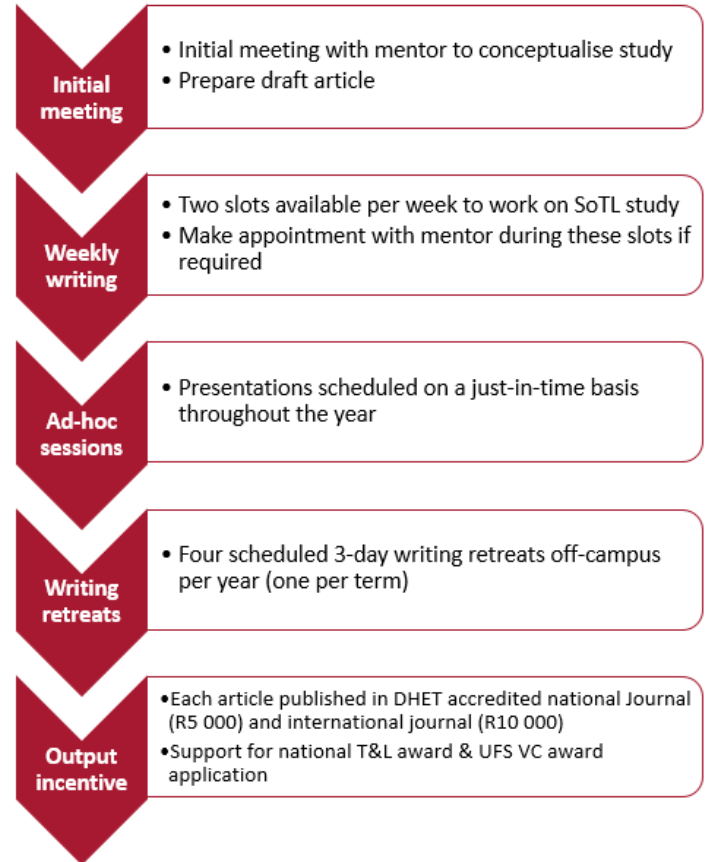 Initial
meeting
• Initial meeting with mentor to conceptualise study
• Prepare draft article
Weekly
writing
• Two slots available per week to work on SoTL study
• Make appointment with mentor during these slots if
required
Ad-hoc
sessions
• Presentations scheduled on a just-in-time basis
throughout the year
Writing
retreats
• Four scheduled 3-day writing retreats off-campus
per year (one per term)
Output
incentive
•Each article published in DHET accredited national Journal
(R5 000) and international journal (R10 000)
•Support for national T&L award & UFS VC award
application